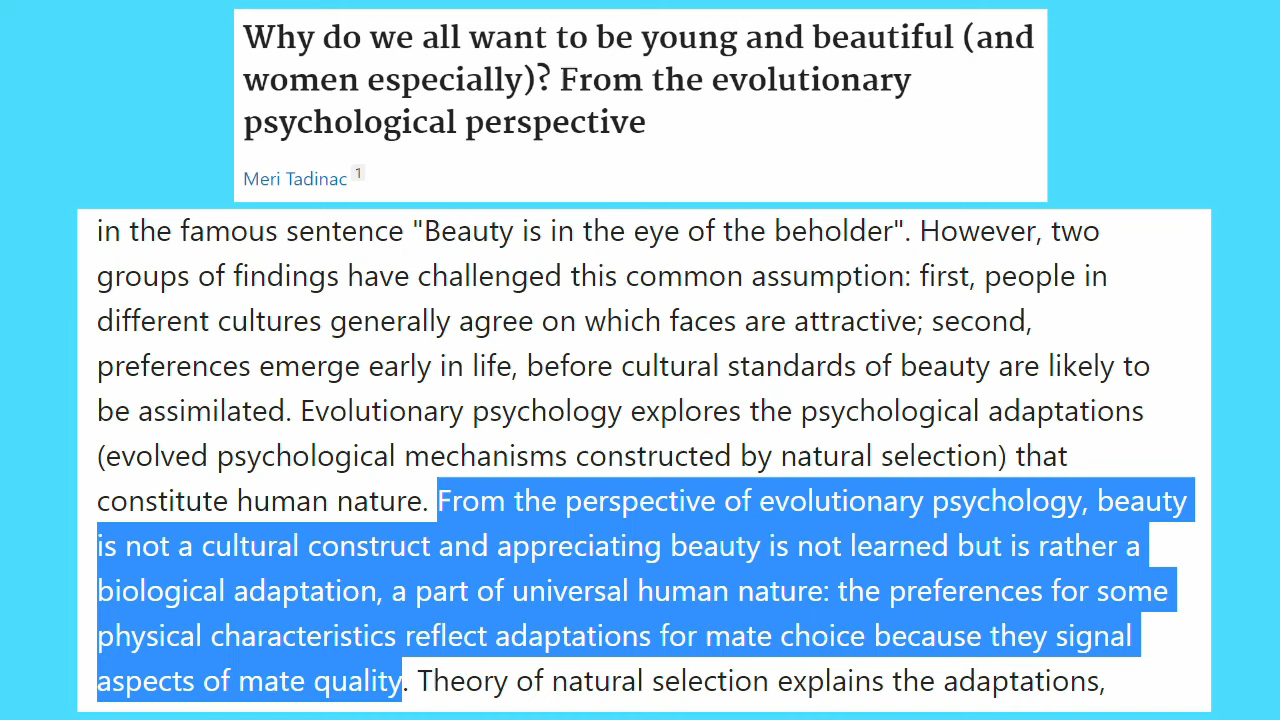 Why do we all want to be young and beautiful (and
women especially)? From the evolutionary
psychological perspective
Meri Tadinac 1
in the famous sentence "Beauty is in the eye of the beholder". However, two
groups of findings have challenged this common assumption: first, people in
different cultures generally agree on which faces are attractive; second,
preferences emerge early in life, before cultural standards of beauty are likely to
be assimilated. Evolutionary psychology explores the psychological adaptations
(evolved psychological mechanisms constructed by natural selection) that
constitute human nature. From the perspective of evolutionary psychology, beauty
is not a cultural construct and appreciating beauty is not learned but is rather a
biological adaptation, a part of universal human nature: the preferences for some
physical characteristics reflect adaptations for mate choice because they signal
aspects of mate quality. Theory of natural selection explains the adaptations,